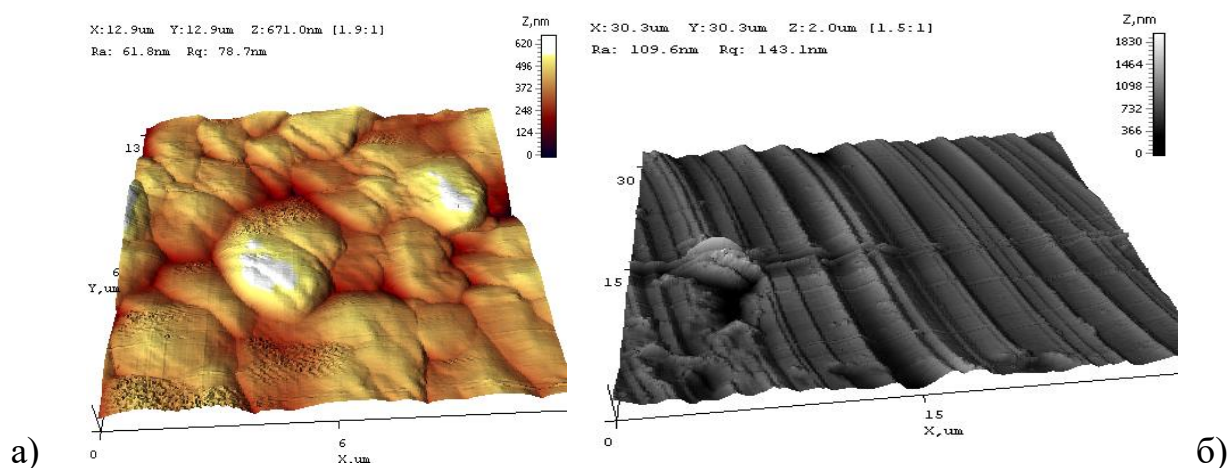 X:12.9um Y:12.9um Z:671.0nm [1.9:1]
Ra: 61.8nm Rq: 78.7nm
Z,nm
620
496
372
248
124
0
13
6
Y,um
0
6
X,um
а)
X:30.3um Y:30.3um Z:2.0um [1.5:1]
Ra: 109.6nm Rq: 143.1nm
Z,nm
1830
1464
1098
732
366
0
30
15
0
15
X,um
б)